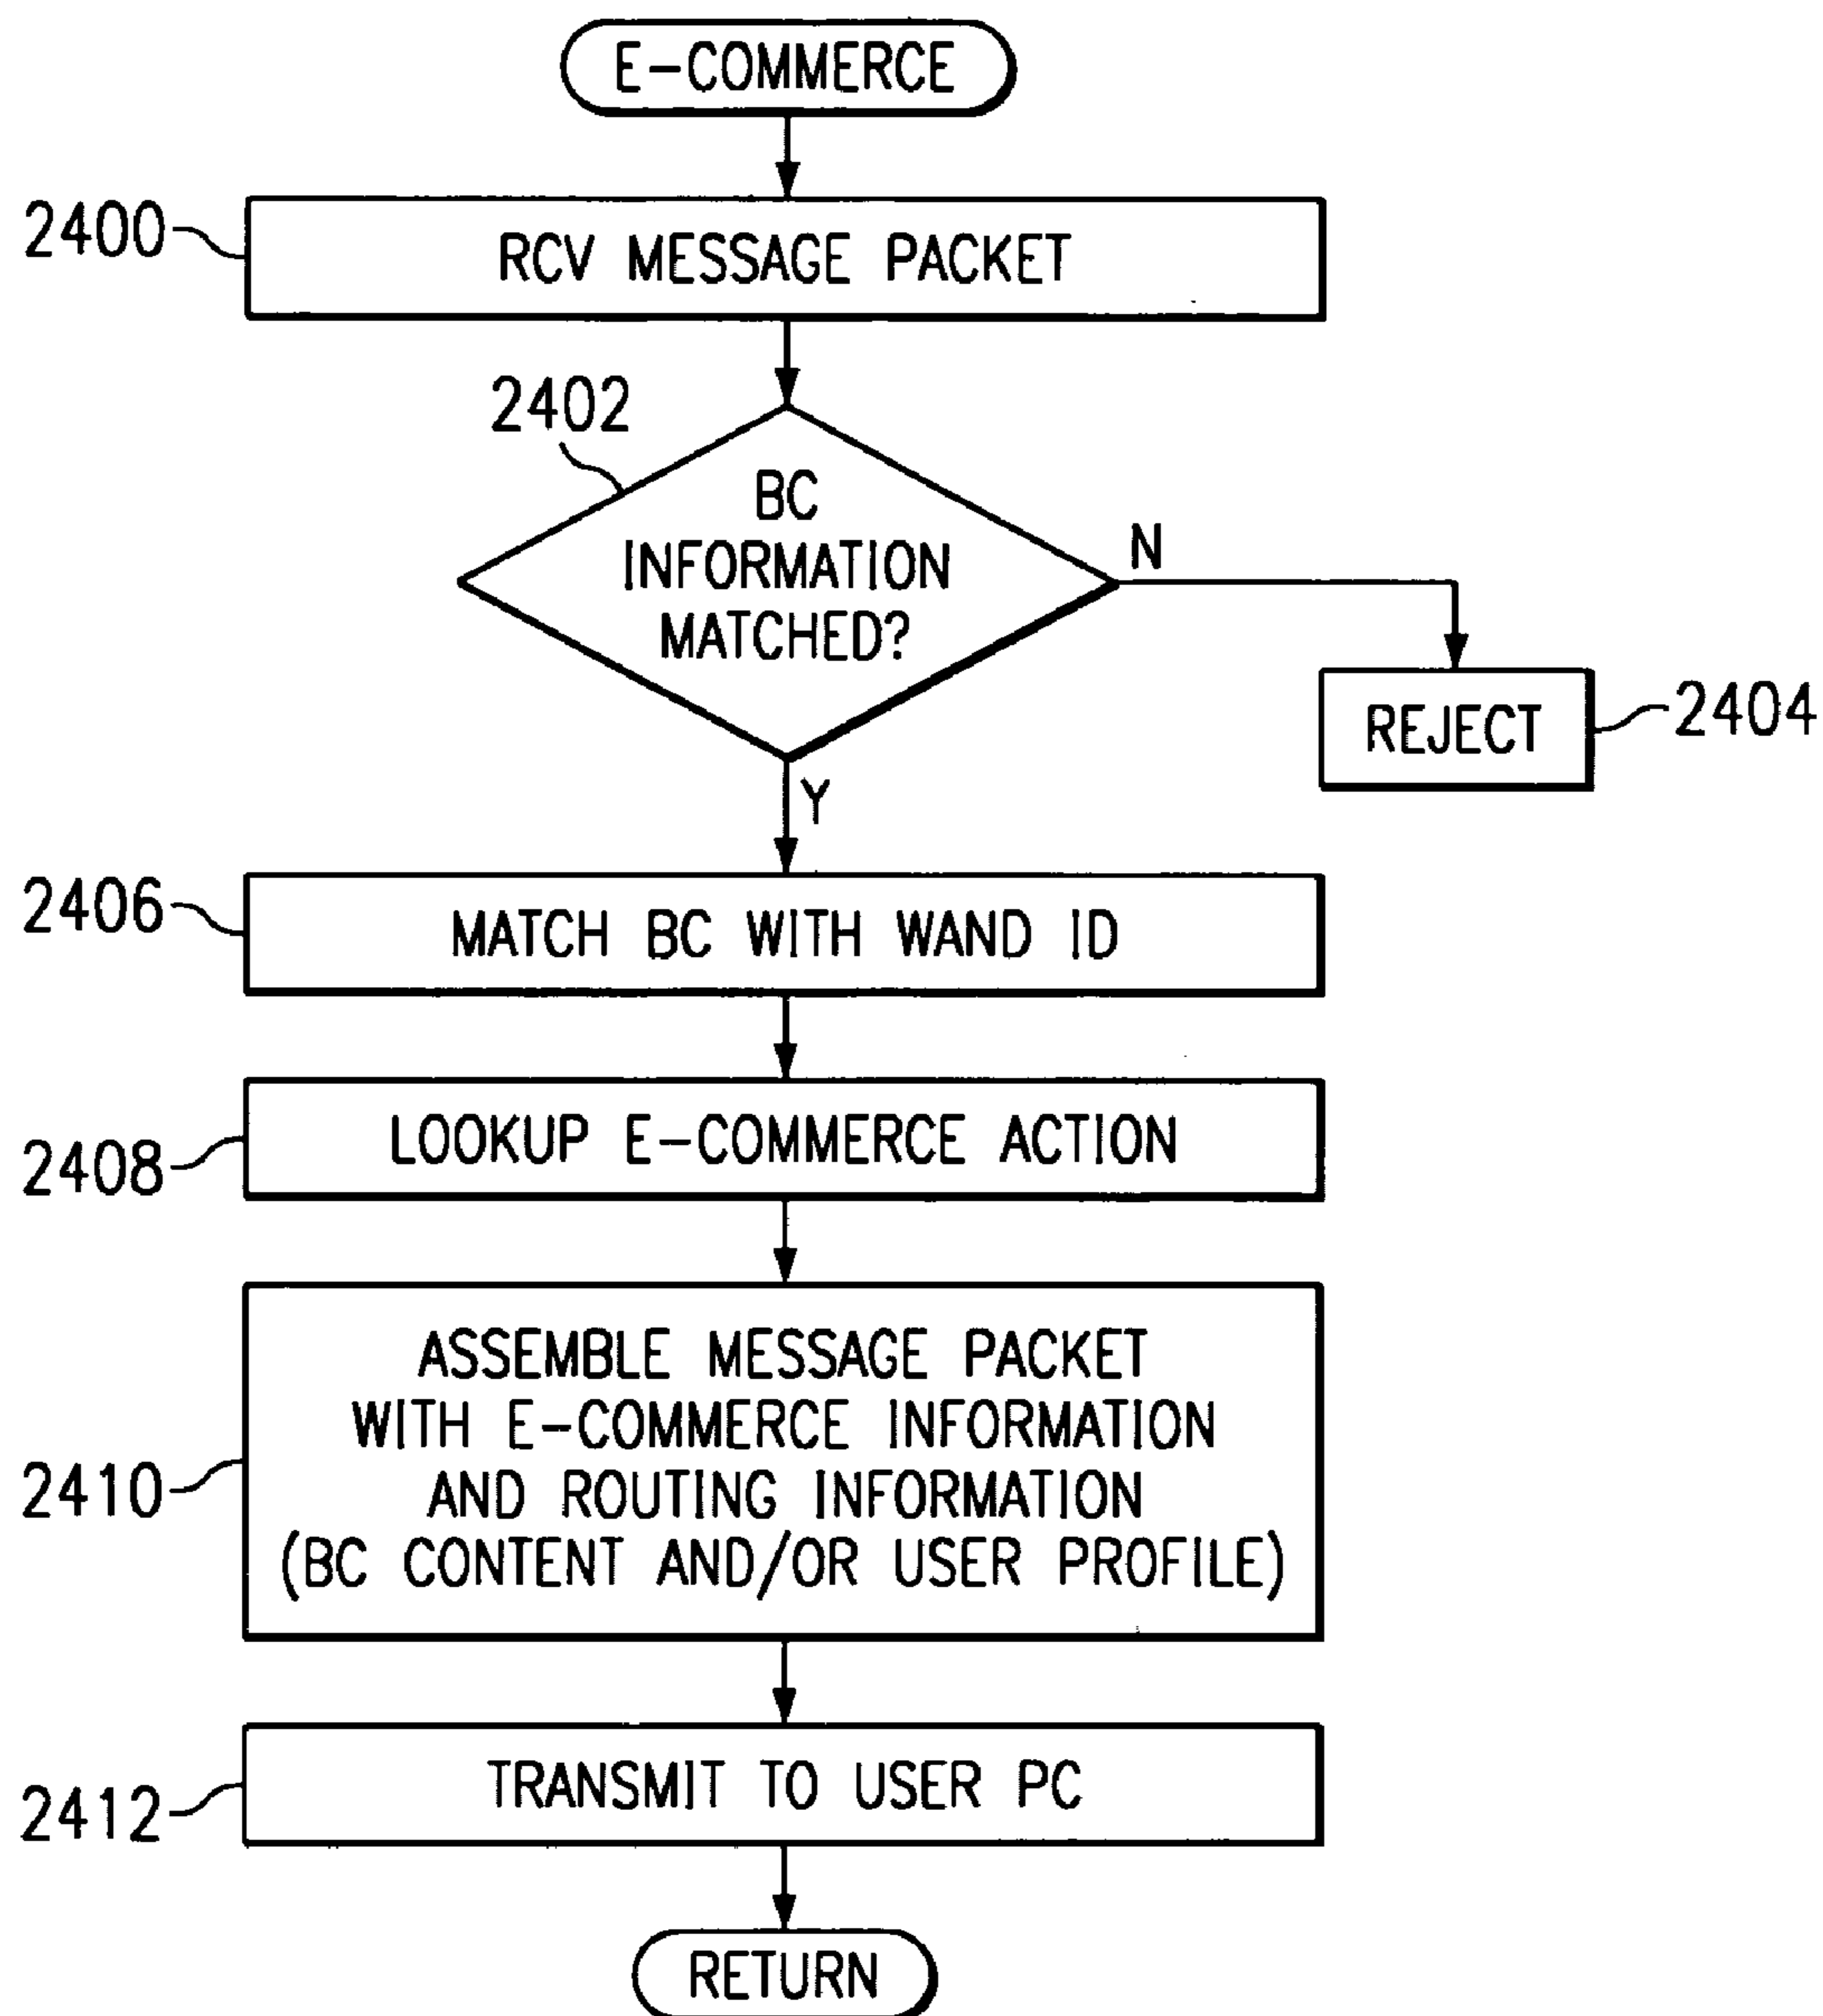 E-COMMERCE
2400
RCV MESSAGE PACKET
2402
BC
INFORMATION
MATCHED?
N
REJECT
2404
Y
2406
MATCH BC WITH WAND ID
2408
LOOKUP E-COMMERCE ACTION
2410
ASSEMBLE MESSAGE PACKET
WITH E-COMMERCE INFORMATION
AND ROUTING INFORMATION
(BC CONTENT AND/OR USER PROFILE)
2412
TRANSMIT TO USER PC
RETURN